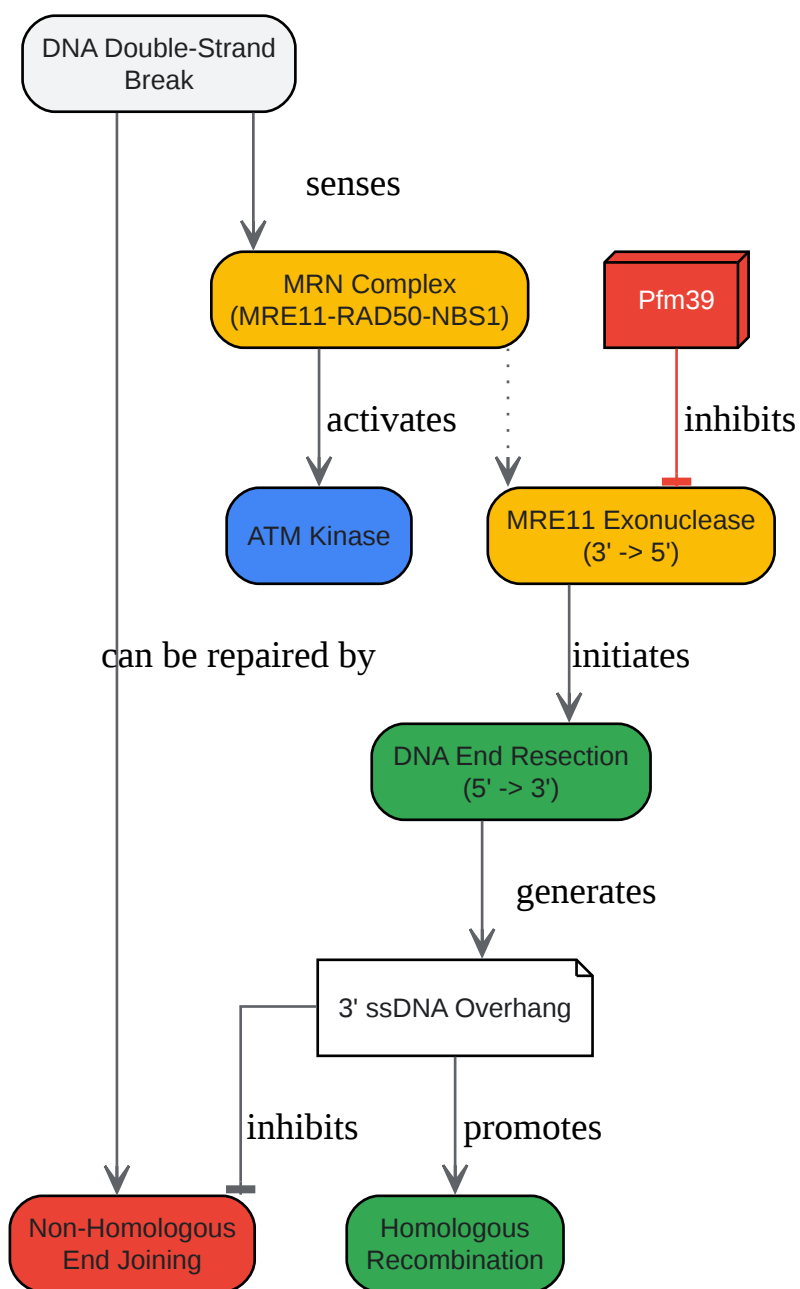 DNA Double-Strand
Break
senses
MRN Complex
(MRE11-RAD50-NBS1)
Pfm39
activates
inhibits
ATM Kinase
MRE11 Exonuclease
(3' -> 5')
can be repaired by
initiates
DNA End Resection
(5' -> 3')
generates
3' ssDNA Overhang
inhibits
promotes
Non-Homologous
End Joining
Homologous
Recombination